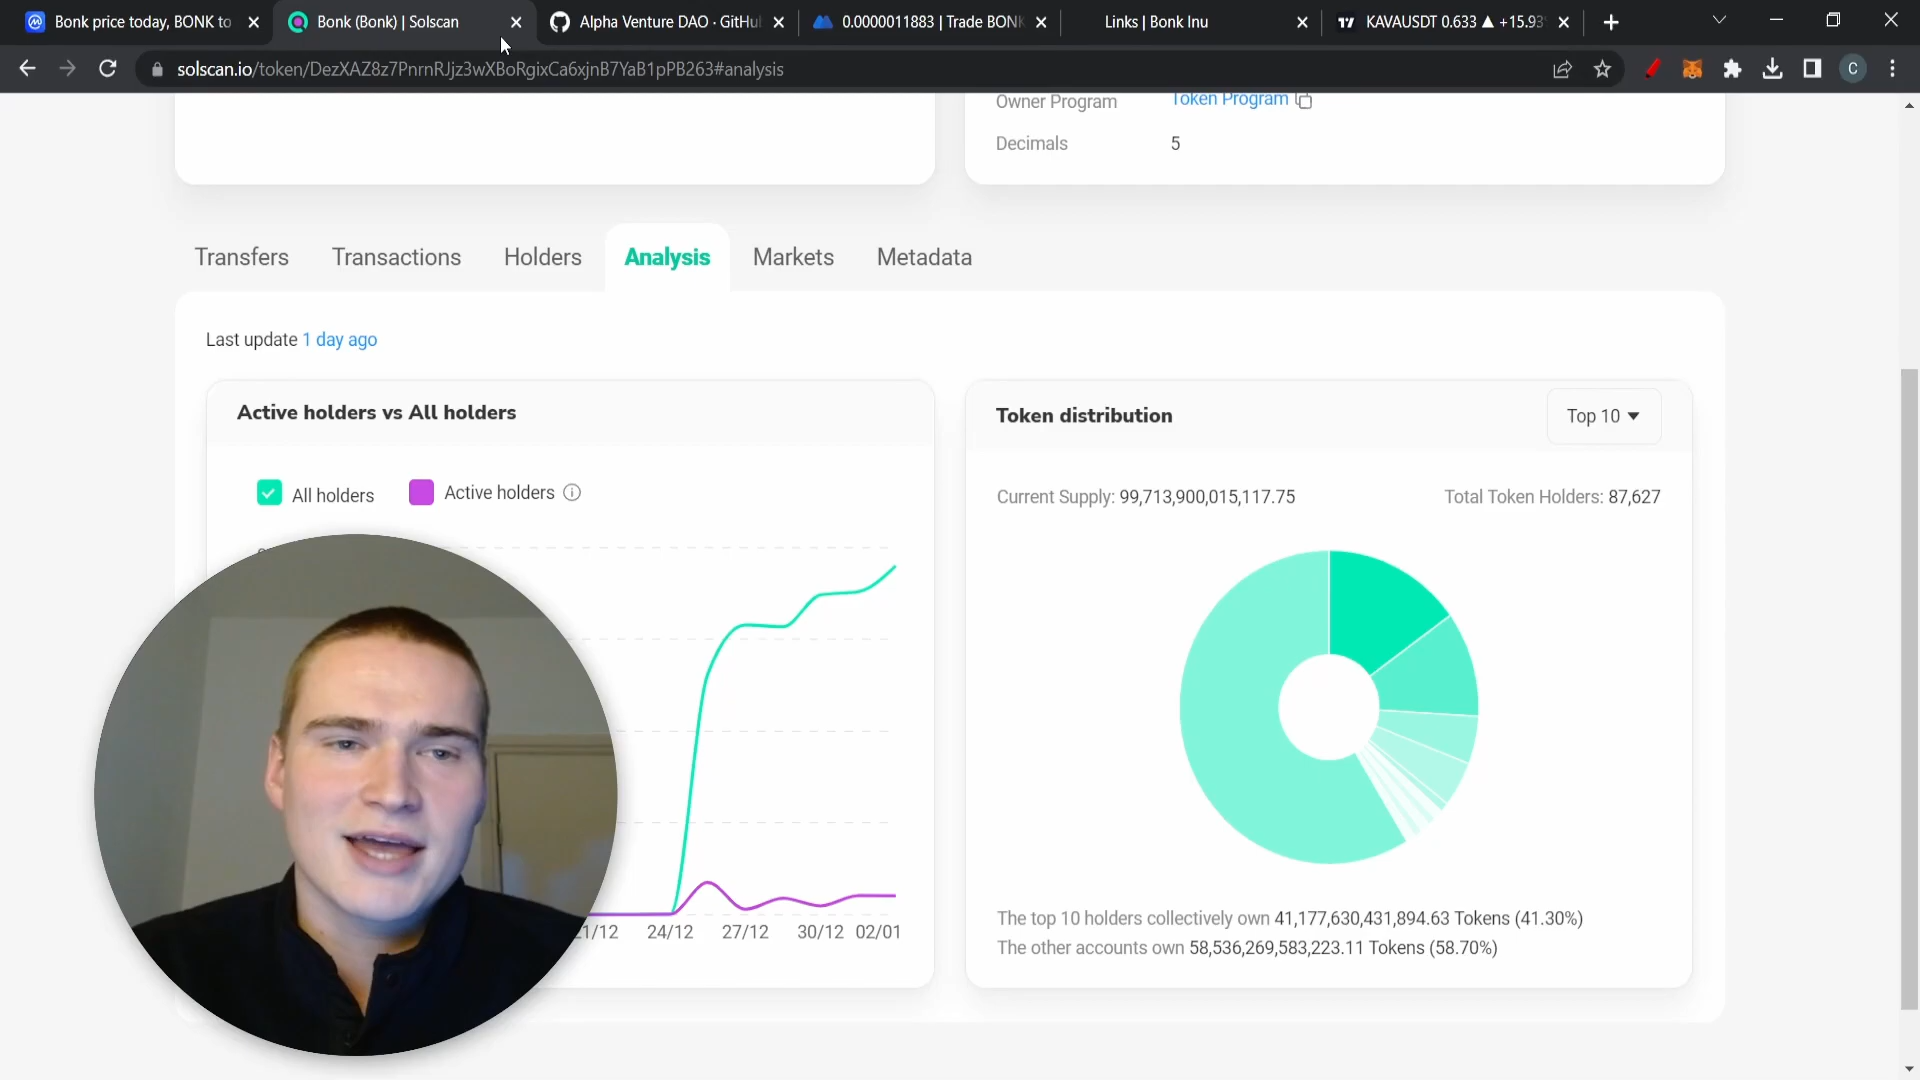 Bonk price today, BONK to
Bonk (Bonk) | Solscan
Alpha Venture DAO · GitHu
0.0000011883 | Trade BONK
Links | Bonk Inu
KAVAUSDT 0.633 ▲ +15.93
solscan.io/token/DezXAZ8z7PnrnRJjz3wXBoRgixCa6xjnB7YaB1pPB263#analysis
C
Owner Program Token Program
Decimals 5
Transfers Transactions Holders Analysis Markets Metadata
Last update 1 day ago
Active holders vs All holders
All holders Active holders
21/12 24/12 27/12 30/12 02/01
Token distribution
Top 10
Current Supply: 99,713,900,015,117.75
Total Token Holders: 87,627
The top 10 holders collectively own 41,177,630,431,894.63 Tokens (41.30%)
The other accounts own 58,536,269,583,223.11 Tokens (58.70%)